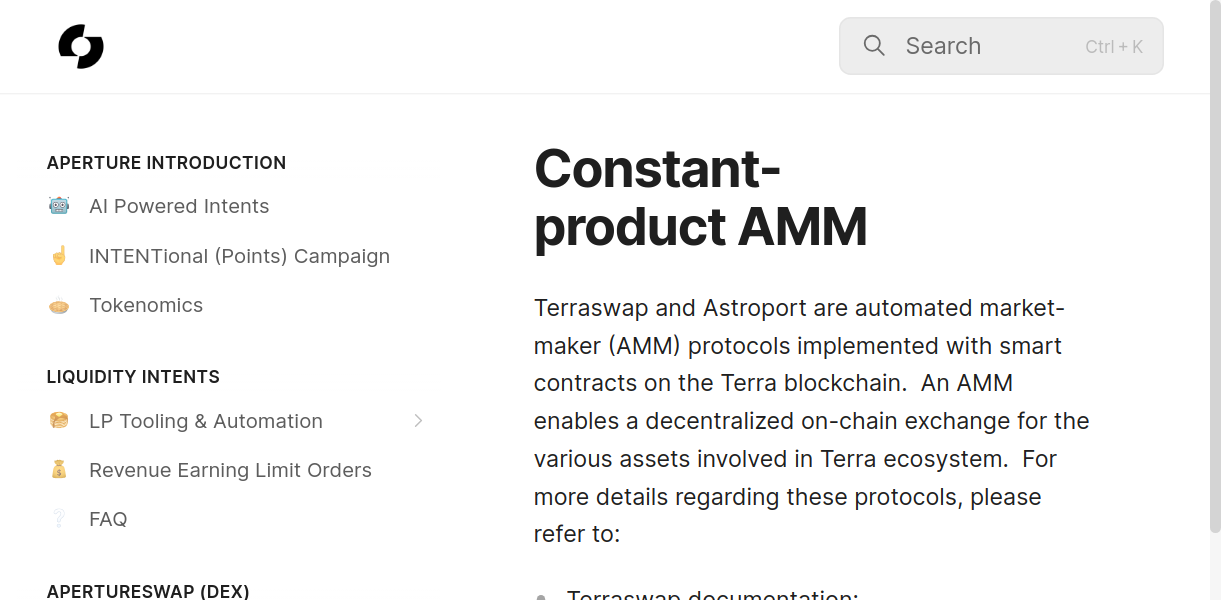 Search
Ctrl + K
APERTURE INTRODUCTION
AI Powered Intents
INTENTional (Points) Campaign
Tokenomics
LIQUIDITY INTENTS
LP Tooling & Automation
Revenue Earning Limit Orders
FAQ
APERTURESWAP (DEX)
Constant-
product AMM
Terraswap and Astroport are automated market-
maker (AMM) protocols implemented with smart
contracts on the Terra blockchain.  An AMM
enables a decentralized on-chain exchange for the
various assets involved in Terra ecosystem.  For
more details regarding these protocols, please
refer to:
Terraswap documentation: